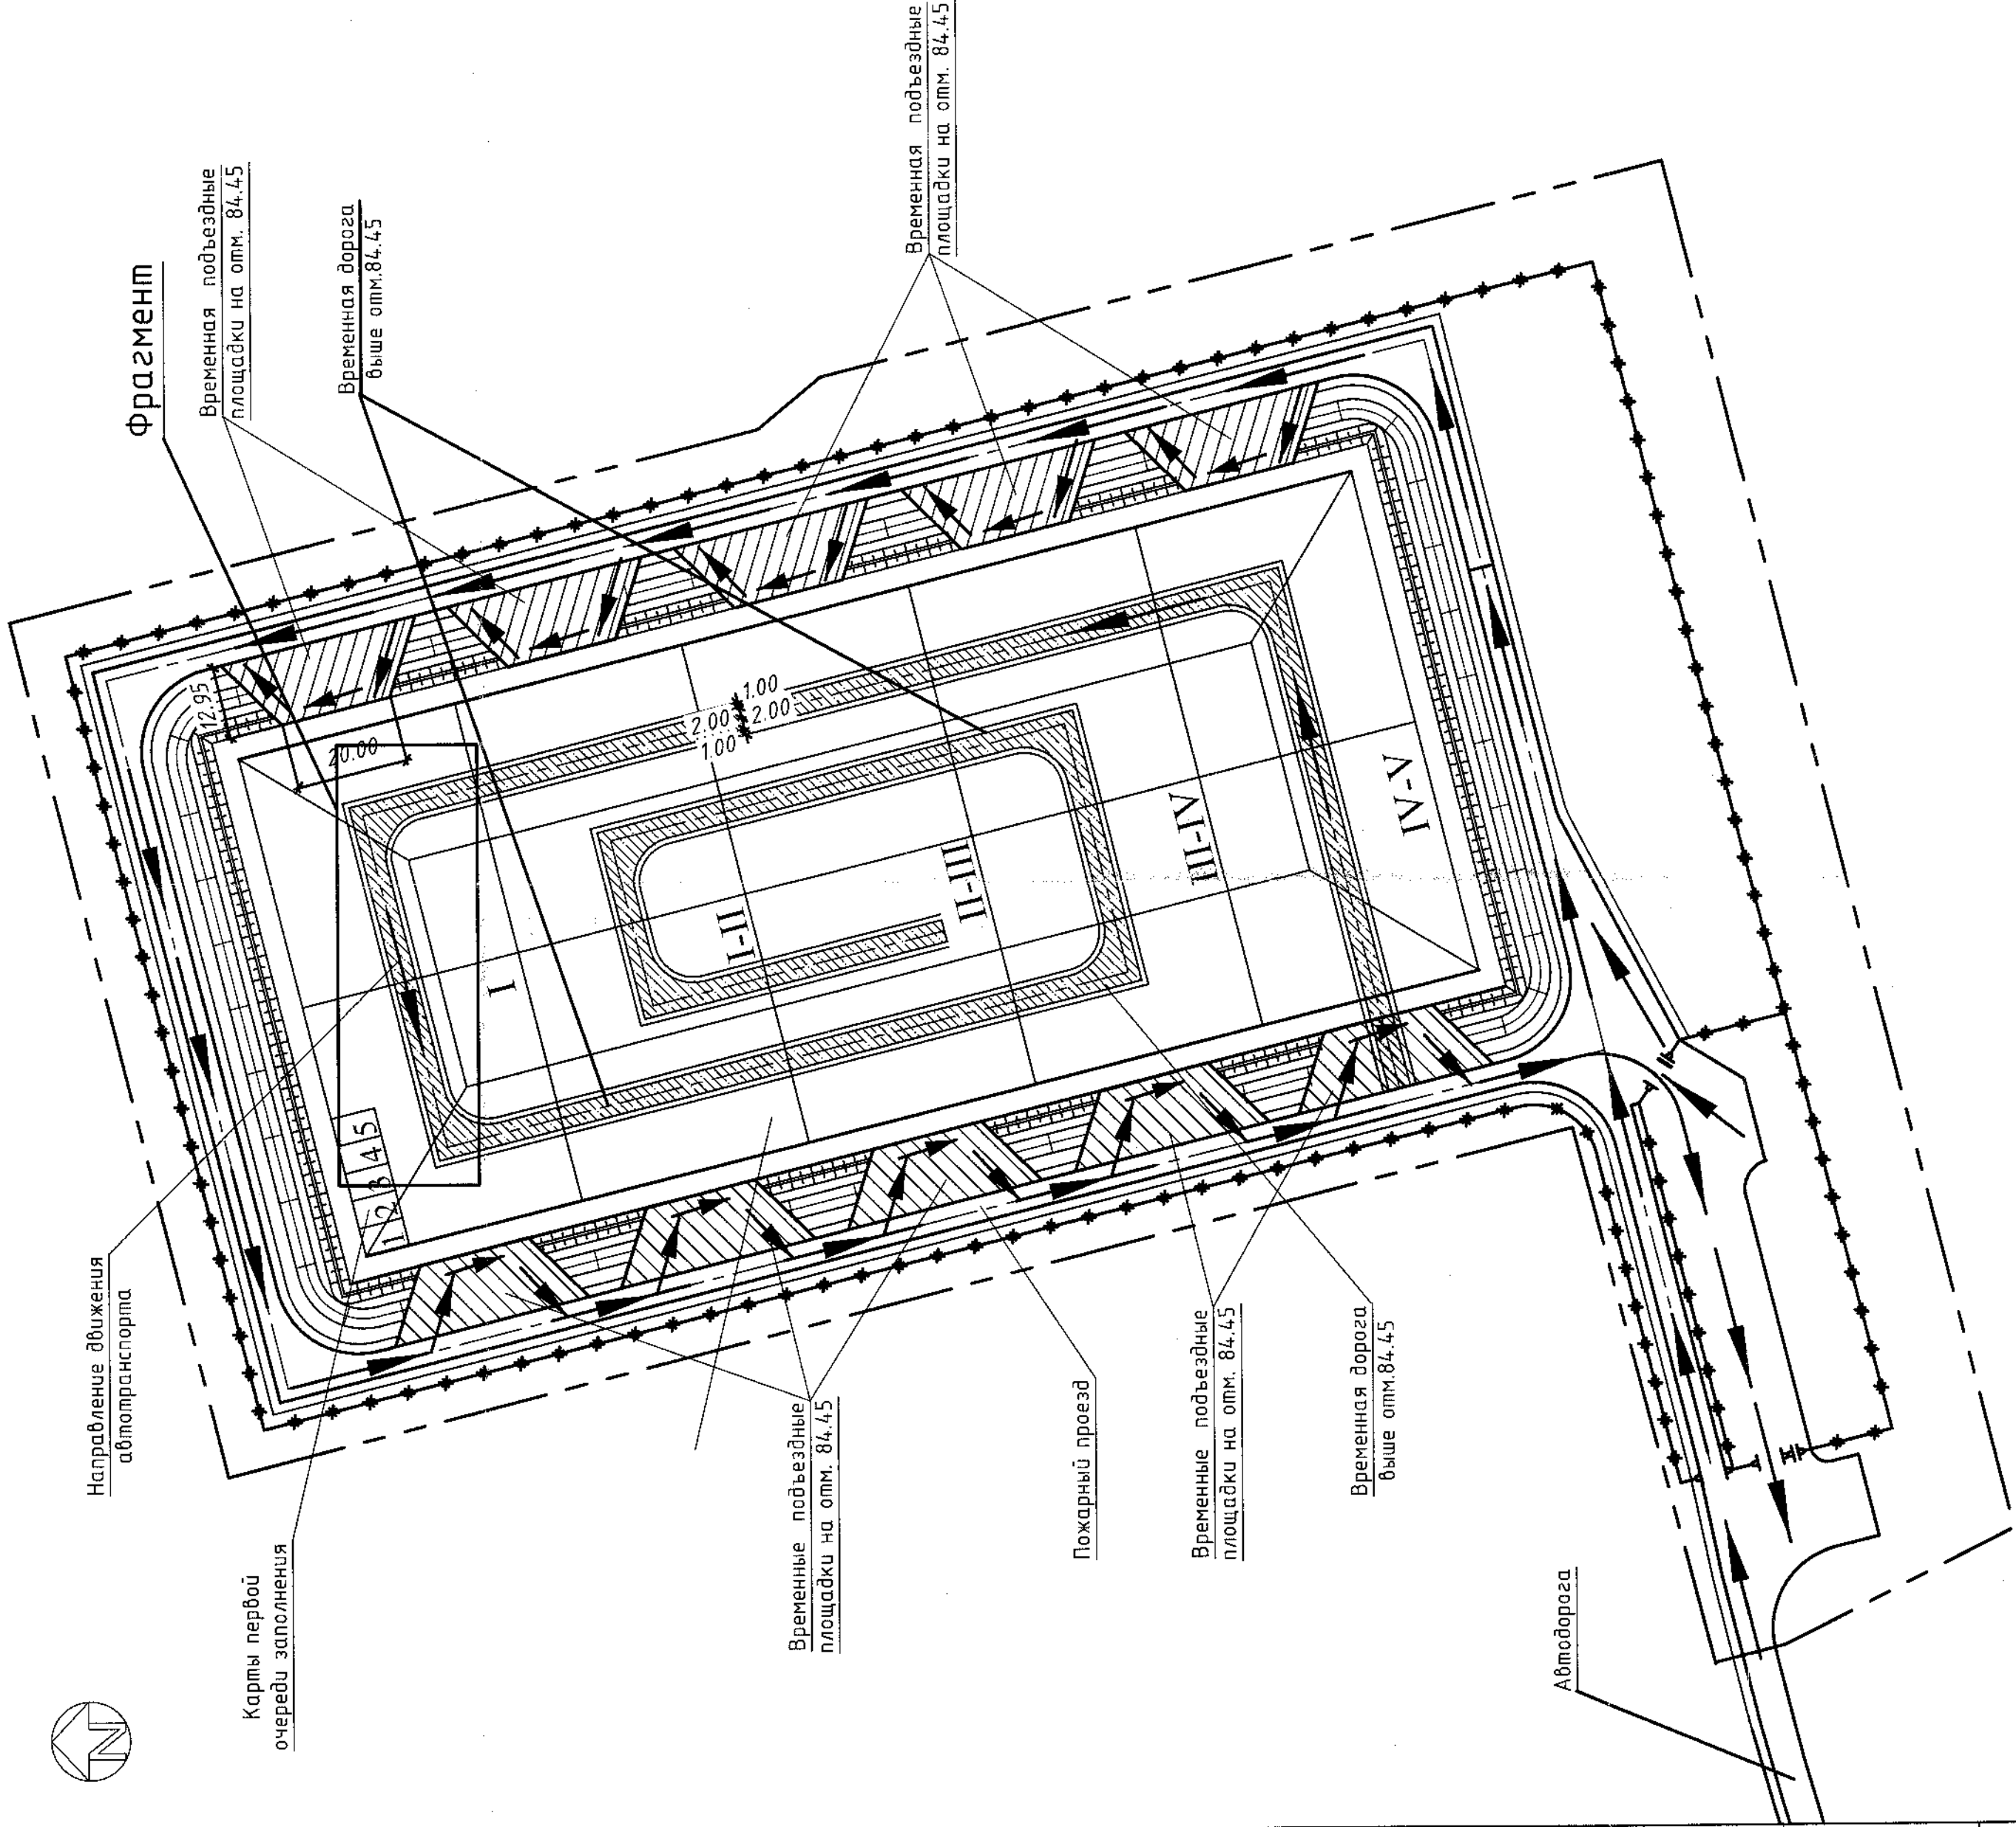 Фрагмент
Временная подъездные
площадки на отм. 84.45
Временная дорога
выше отм.84.45
Временная подъездные
площадки на отм. 84.45
Направление движения
автотранспорта
Карты первой
очереди заполнения
Временные подъездные
площадки на отм. 84.45
Пожарный проезд
Временные подъездные
площадки на отм. 84.45
Временная дорога
выше отм.84.45
Автодорога
12.95
20.00
2.00
1.00
1.00
2.00
1 2 3 4 5
I
I-II
II-III
III-IV
IV-V
N